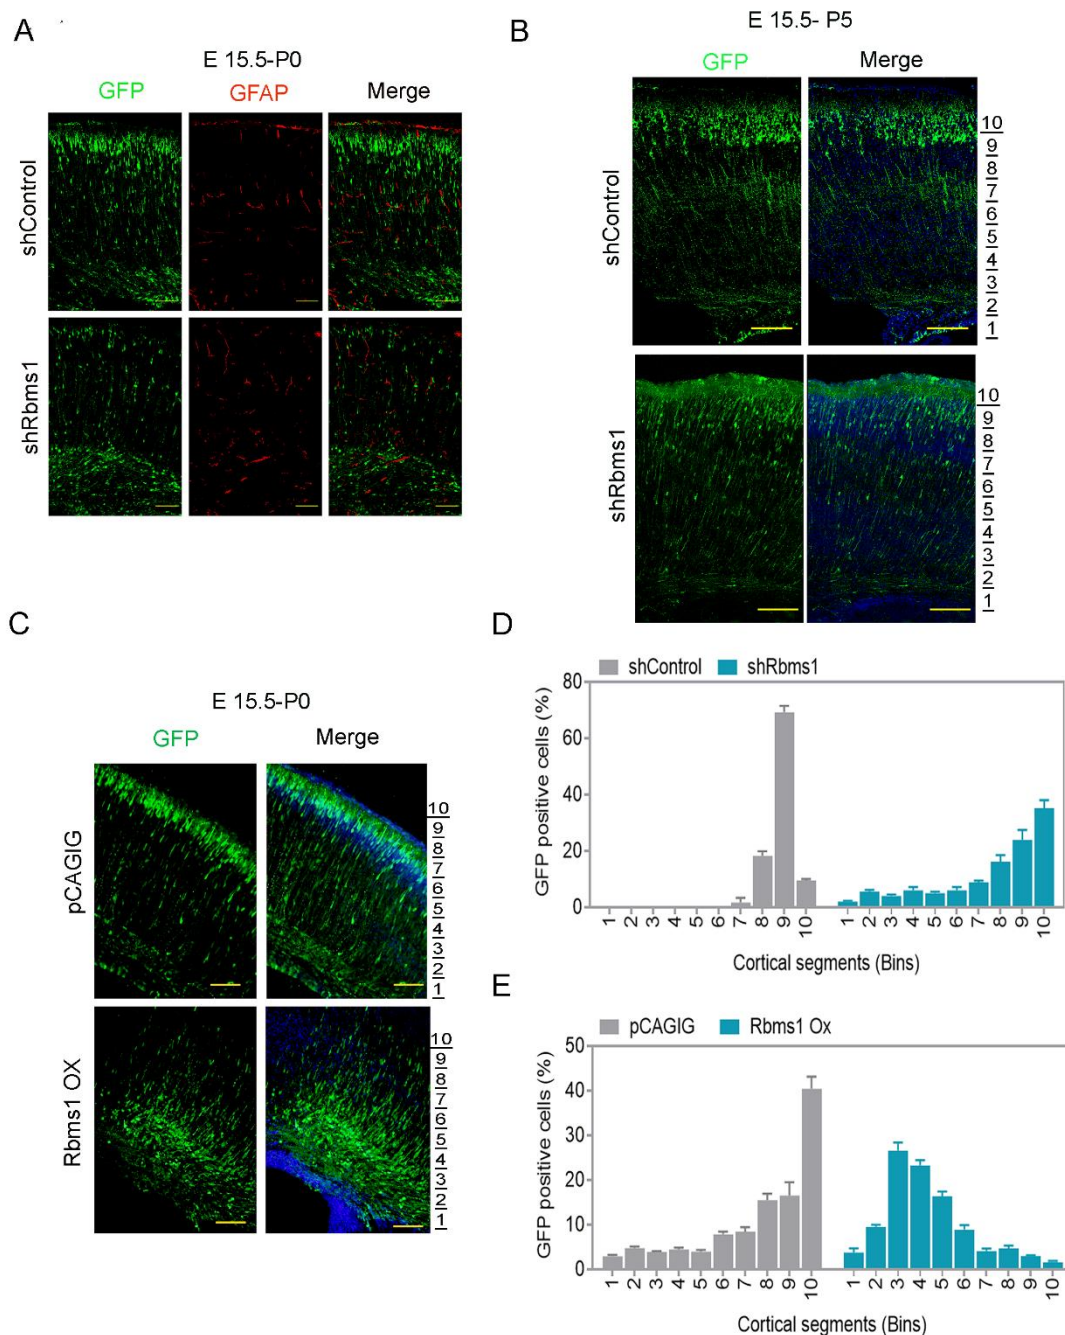 A
E 15.5-P0
GFP GFAP Merge
shControl
shRbms1
B
E 15.5- P5
GFP Merge
shControl
10
9
8
7
6
5
4
3
2
1
shRbms1
10
9
8
7
6
5
4
3
2
1
C
E 15.5-P0
GFP Merge
pCAGIG
10
9
8
7
6
5
4
3
2
1
Rbms1 OX
10
9
8
7
6
5
4
3
2
1
D
shControl shRbms1
GFP positive cells (%)
80
60
40
20
0
1 2 3 4 5 6 7 8 9 10 1 2 3 4 5 6 7 8 9 10
Cortical segments (Bins)
E
pCAGIG Rbms1 Ox
GFP positive cells (%)
50
40
30
20
10
0
1 2 3 4 5 6 7 8 9 10 1 2 3 4 5 6 7 8 9 10
Cortical segments (Bins)